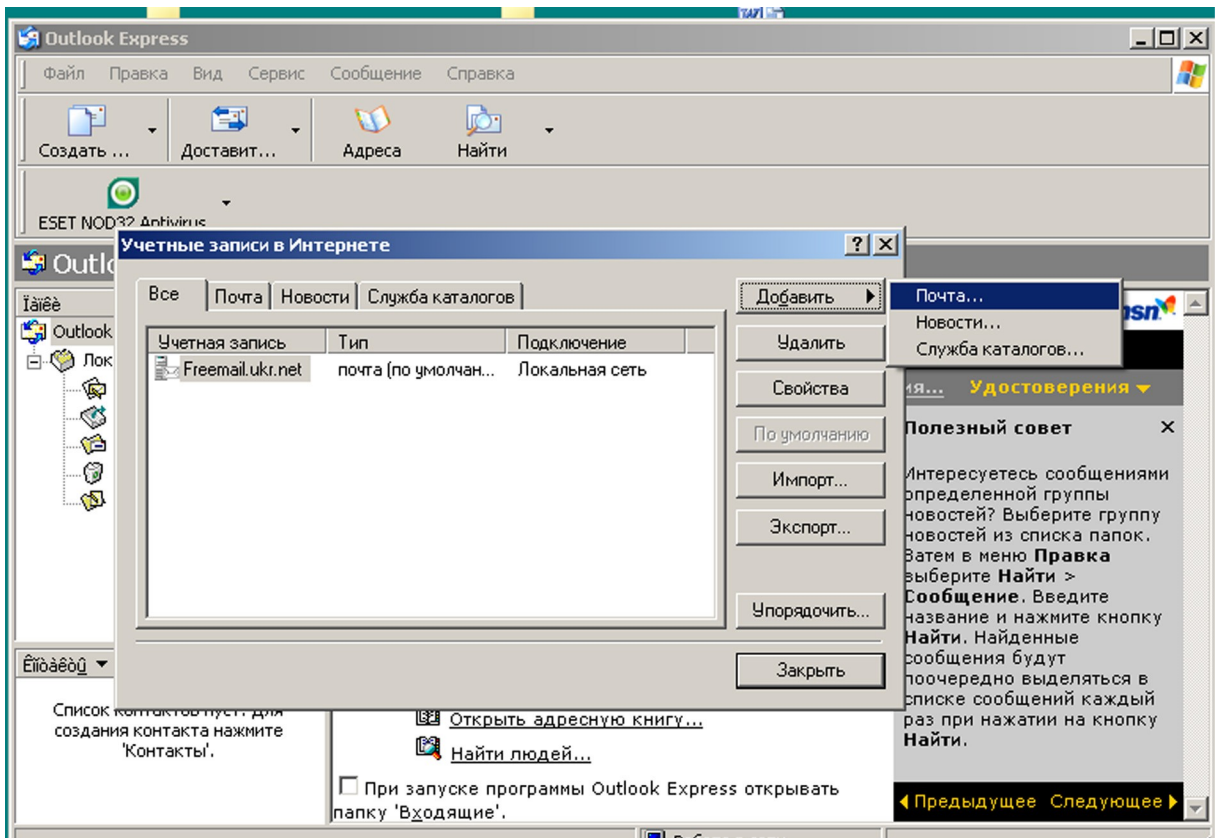 TAT1
Outlook Express
Файл Правка Вид Сервис Сообщение Справка
Создать ... Доставит... Адреса Найти
ESET NOD32 Antivirus
Учетные записи в Интернете
Все Почта Новости Служба каталогов
Учетная запись Тип Подключение
Freemail.ukr.net почта (по умолчан... Локальная сеть
Добавить
Удалить
Свойства
По умолчанию
Импорт...
Экспорт...
Упорядочить...
Закрыть
Почта...
Новости...
Служба каталогов...
Ïàïêè
Outlook
Лок
msn
Удостоверения
Полезный совет
Интересуетесь сообщениями
определенной группы
новостей? Выберите группу
новостей из списка папок.
Затем в меню Правка
выберите Найти >
Сообщение. Введите
название и нажмите кнопку
Найти. Найденные
сообщения будут
поочередно выделяться в
списке сообщений каждый
раз при нажатии на кнопку
Найти.
Предыдущее Следующее
Êîíòàêòû
Список контактов пуст. Для
создания контакта нажмите
'Контакты'.
Открыть адресную книгу...
Найти людей...
При запуске программы Outlook Express открывать
папку 'Входящие'.